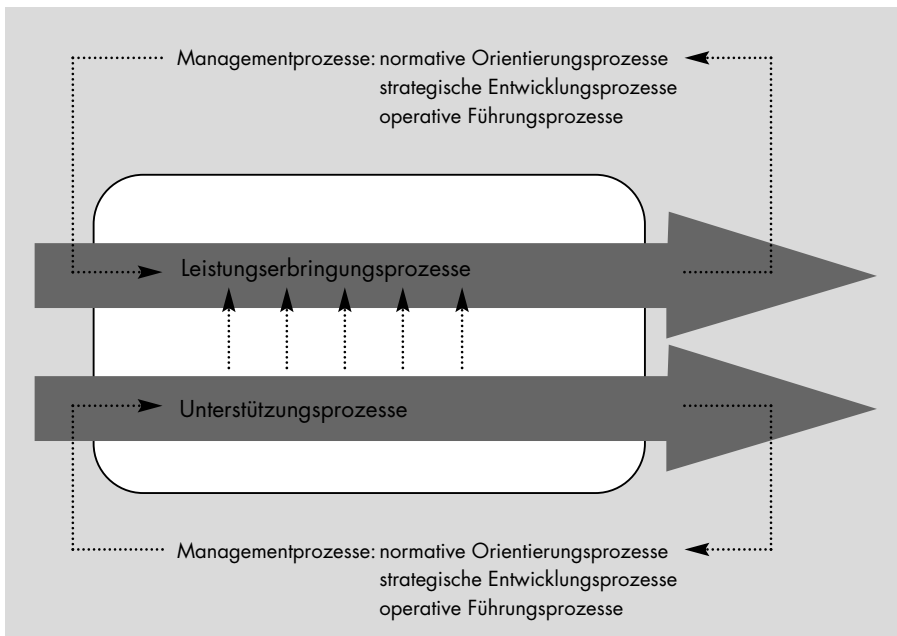 Managementprozesse: normative Orientierungsprozesse
strategische Entwicklungsprozesse
operative Führungsprozesse
Leistungserbringungsprozesse
Unterstützungsprozesse
Managementprozesse: normative Orientierungsprozesse
strategische Entwicklungsprozesse
operative Führungsprozesse